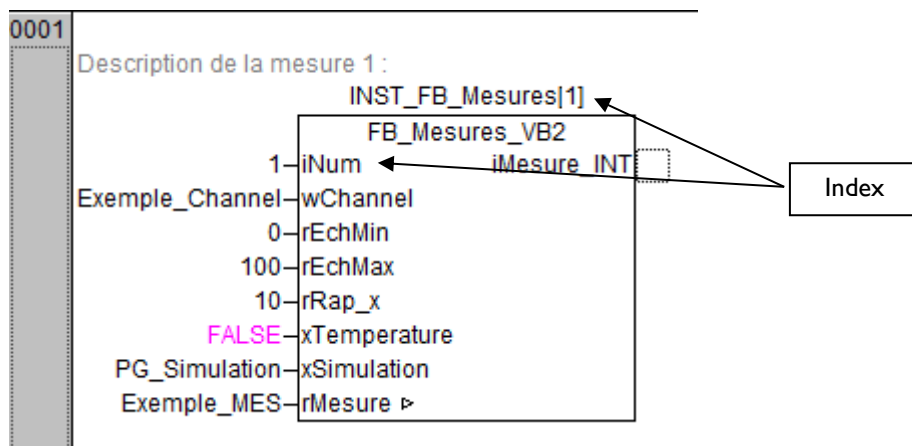 0001
Description de la mesure 1 :
INST_FB_Mesures[1]
FB_Mesures_VB2
1 iNum iMesure_INT
Index
Exemple_Channel wChannel
0 rEchMin
100 rEchMax
10 rRap_x
FALSE xTemperature
PG_Simulation xSimulation
Exemple_MES rMesure